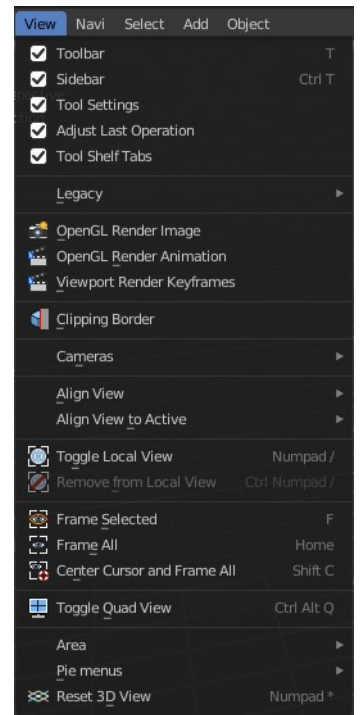 View Navi Select Add Object
Toolbar T
Sidebar Ctrl T
Tool Settings
Adjust Last Operation
Tool Shelf Tabs
Legacy
OpenGL Render Image
OpenGL Render Animation
Viewport Render Keyframes
Clipping Border
Cameras
Align View
Align View to Active
Toggle Local View Numpad /
Remove from Local View Ctrl Numpad /
Frame Selected F
Frame All Home
Center Cursor and Frame All Shift C
Toggle Quad View Ctrl Alt Q
Area
Pie menus
Reset 3D View Numpad *